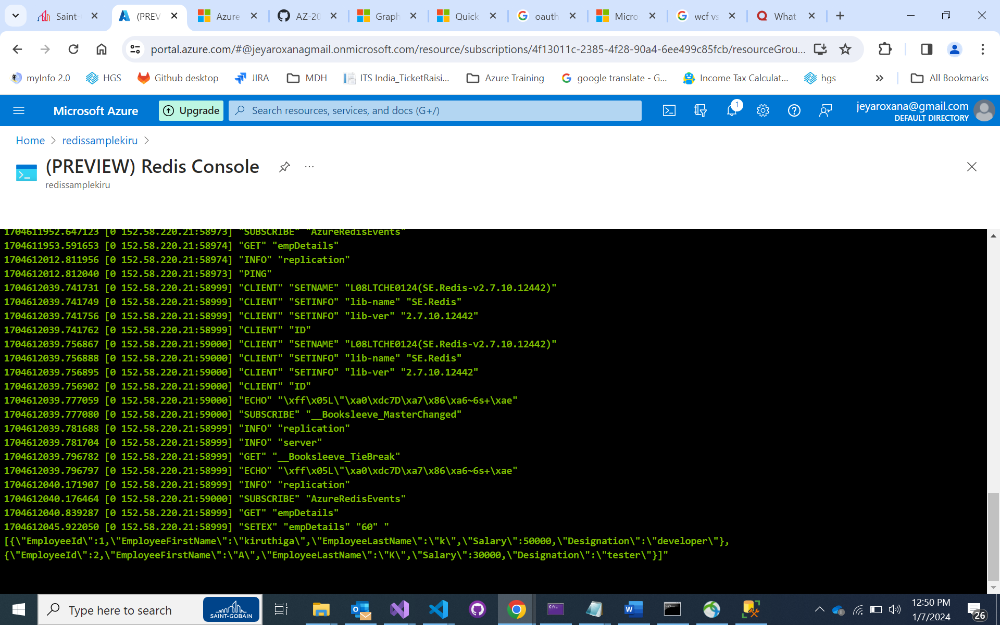 Saint-
(PREV
Azure
AZ-20
Graph
Quick
oauth
Micro
wcf vs
What
portal.azure.com/#@jeyaroxanagmail.onmicrosoft.com/resource/subscriptions/4f13011c-2385-4f28-90a4-6ee499c85fcb/resourceGrou...
myInfo 2.0
HGS
Github desktop
JIRA
MDH
ITS India_TicketRaisi...
Azure Training
google translate - G...
Income Tax Calculat...
hgs
»
All Bookmarks
Microsoft Azure
Upgrade
Search resources, services, and docs (G+/)
1
jeyaroxana@gmail.com
DEFAULT DIRECTORY
Home > redissamplekiru >
(PREVIEW) Redis Console
...
redissamplekiru
1704611952.647123 [0 152.58.220.21:58973] "SUBSCRIBE" "AzureRedisEvents"
1704611953.591653 [0 152.58.220.21:58974] "GET" "empDetails"
1704612012.811956 [0 152.58.220.21:58974] "INFO" "replication"
1704612012.812040 [0 152.58.220.21:58973] "PING"
1704612039.741731 [0 152.58.220.21:58999] "CLIENT" "SETNAME" "L08LTCHE0124(SE.Redis-v2.7.10.12442)"
1704612039.741749 [0 152.58.220.21:58999] "CLIENT" "SETINFO" "lib-name" "SE.Redis"
1704612039.741756 [0 152.58.220.21:58999] "CLIENT" "SETINFO" "lib-ver" "2.7.10.12442"
1704612039.741762 [0 152.58.220.21:58999] "CLIENT" "ID"
1704612039.756867 [0 152.58.220.21:59000] "CLIENT" "SETNAME" "L08LTCHE0124(SE.Redis-v2.7.10.12442)"
1704612039.756888 [0 152.58.220.21:59000] "CLIENT" "SETINFO" "lib-name" "SE.Redis"
1704612039.756895 [0 152.58.220.21:59000] "CLIENT" "SETINFO" "lib-ver" "2.7.10.12442"
1704612039.756902 [0 152.58.220.21:59000] "CLIENT" "ID"
1704612039.777059 [0 152.58.220.21:59000] "ECHO" "\xff\x05L\"\xa0\xdc7D\xa7\x86\xa6~6s+\xae"
1704612039.777080 [0 152.58.220.21:59000] "SUBSCRIBE" "__Booksleeve_MasterChanged"
1704612039.781688 [0 152.58.220.21:58999] "INFO" "replication"
1704612039.781704 [0 152.58.220.21:58999] "INFO" "server"
1704612039.796782 [0 152.58.220.21:58999] "GET" "__Booksleeve_TieBreak"
1704612039.796797 [0 152.58.220.21:58999] "ECHO" "\xff\x05L\"\xa0\xdc7D\xa7\x86\xa6~6s+\xae"
1704612040.171907 [0 152.58.220.21:58999] "INFO" "replication"
1704612040.176464 [0 152.58.220.21:59000] "SUBSCRIBE" "AzureRedisEvents"
1704612040.839287 [0 152.58.220.21:58999] "GET" "empDetails"
1704612045.922050 [0 152.58.220.21:58999] "SETEX" "empDetails" "60" "
[{\"EmployeeId\":1,\"EmployeeFirstName\":\"kiruthiga\",\"EmployeeLastName\":\"k\",\"Salary\":50000,\"Designation\":\"developer\"},
{\"EmployeeId\":2,\"EmployeeFirstName\":\"A\",\"EmployeeLastName\":\"K\",\"Salary\":30000,\"Designation\":\"tester\"}]"
Type here to search
SAINT-GOBAIN
12:50 PM
1/7/2024
26